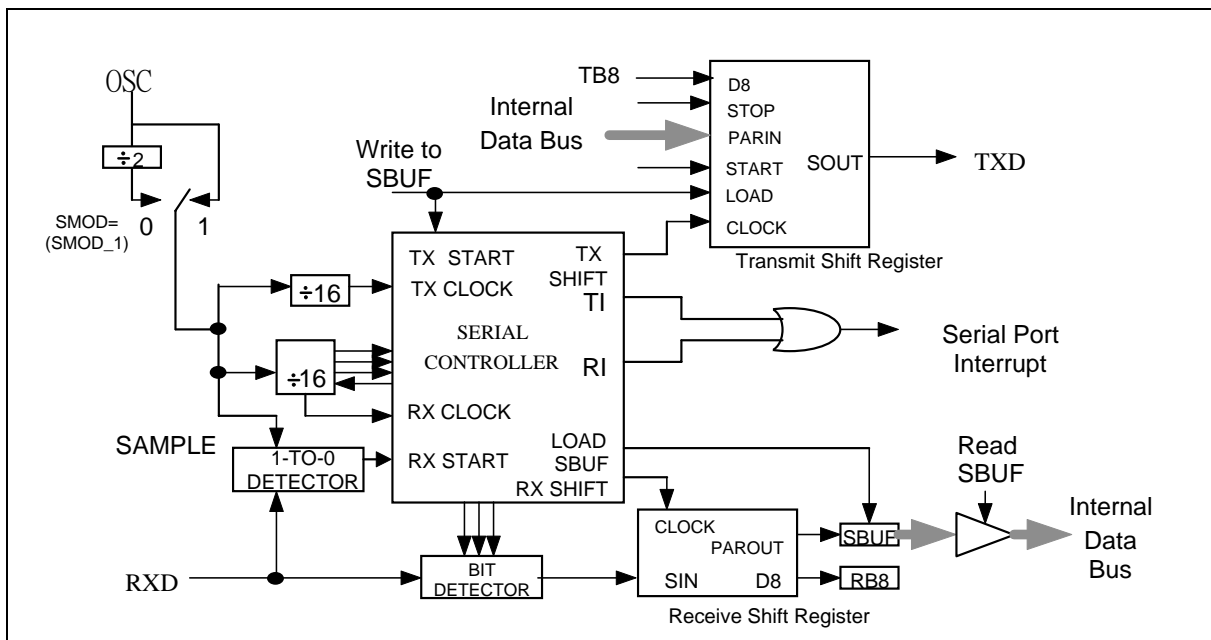 OSC
÷2
SMOD=
(SMOD_1)
0
1
Write to
SBUF
TB8
Internal
Data Bus
D8
STOP
PARIN
START
LOAD
CLOCK
SOUT
TXD
Transmit Shift Register
÷16
÷16
TX START
TX CLOCK
SERIAL
CONTROLLER
RX CLOCK
RX START
TX
SHIFT
TI
RI
LOAD
SBUF
RX SHIFT
Serial Port
Interrupt
SAMPLE
1-TO-0
DETECTOR
RXD
BIT
DETECTOR
CLOCK
PAROUT
SIN
D8
Receive Shift Register
SBUF
RB8
Read
SBUF
Internal
Data
Bus